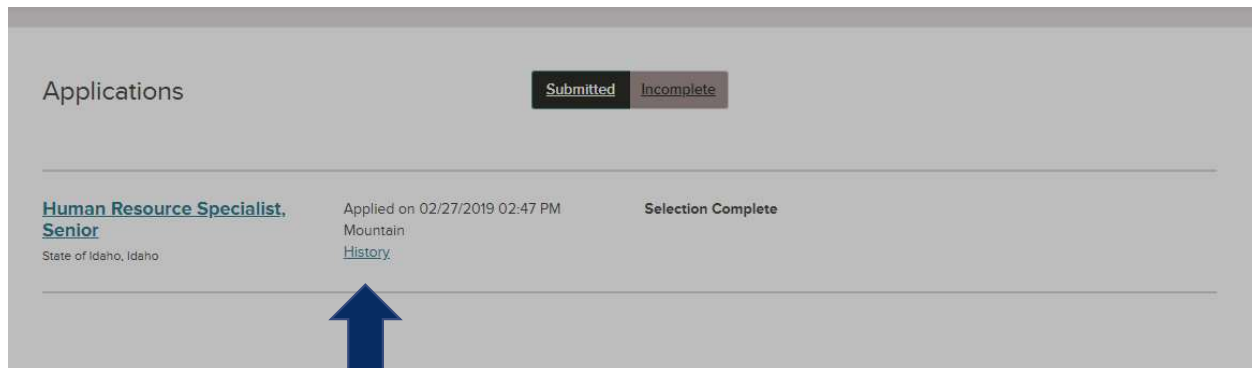 Applications
Submitted
Incomplete
Human Resource Specialist,
Senior
State of Idaho, Idaho
Applied on 02/27/2019 02:47 PM
Mountain
History
Selection Complete